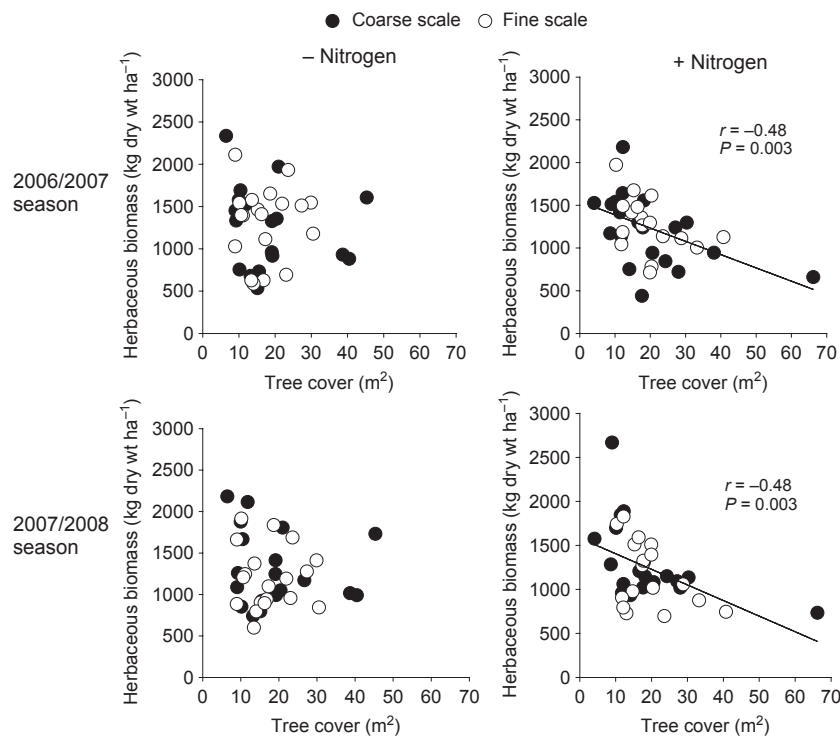 ● Coarse scale ○ Fine scale
– Nitrogen
+ Nitrogen
2006/2007
season
Herbaceous biomass (kg dry wt ha⁻¹)
3000
2500
2000
1500
1000
500
0
0 10 20 30 40 50 60 70
Tree cover (m²)
Herbaceous biomass (kg dry wt ha⁻¹)
3000
2500
2000
1500
1000
500
0
r = –0.48
P = 0.003
0 10 20 30 40 50 60 70
Tree cover (m²)
2007/2008
season
Herbaceous biomass (kg dry wt ha⁻¹)
3000
2500
2000
1500
1000
500
0
0 10 20 30 40 50 60 70
Tree cover (m²)
Herbaceous biomass (kg dry wt ha⁻¹)
3000
2500
2000
1500
1000
500
0
r = –0.48
P = 0.003
0 10 20 30 40 50 60 70
Tree cover (m²)